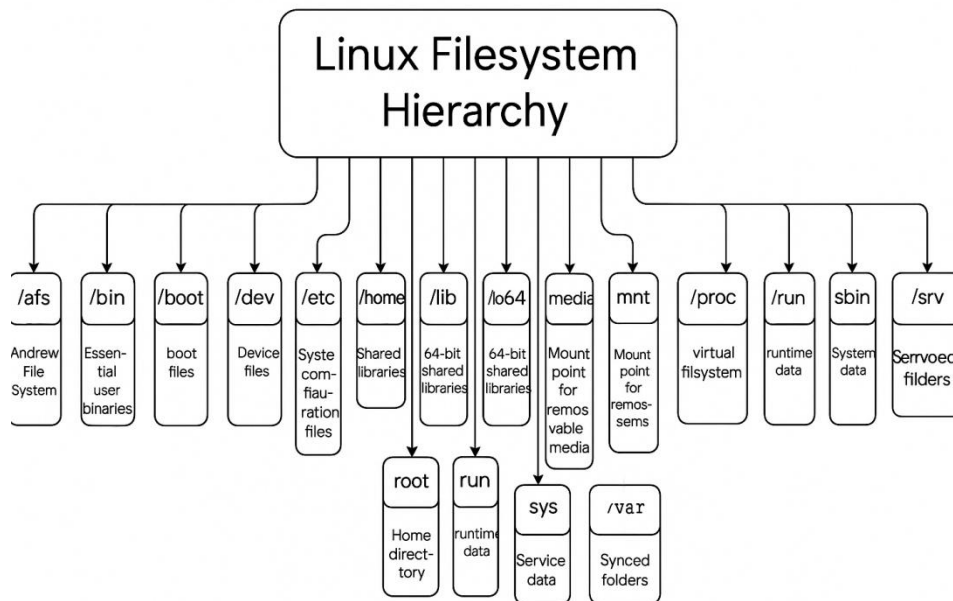 Linux Filesystem
Hierarchy
/afs
Andrew
File
System
/bin
Essen-
tial user
binaries
/boot
boot
files
/dev
Device
files
/etc
Syste
com-
fiau-
ration
files
/home
Shared
libraries
/lib
64-bit
shared
libraries
/lo64
64-bit
shared
libraries
media
Mount
point
for
remos
vable
media
mnt
Mount
point
for
remos-
sems
/proc
virtual
filsystem
/run
runtime
data
sbin
System
data
/srv
Serrvoed
filders
root
Home
direct-
tory
run
runtime
data
sys
Service
data
/var
Synced
folders